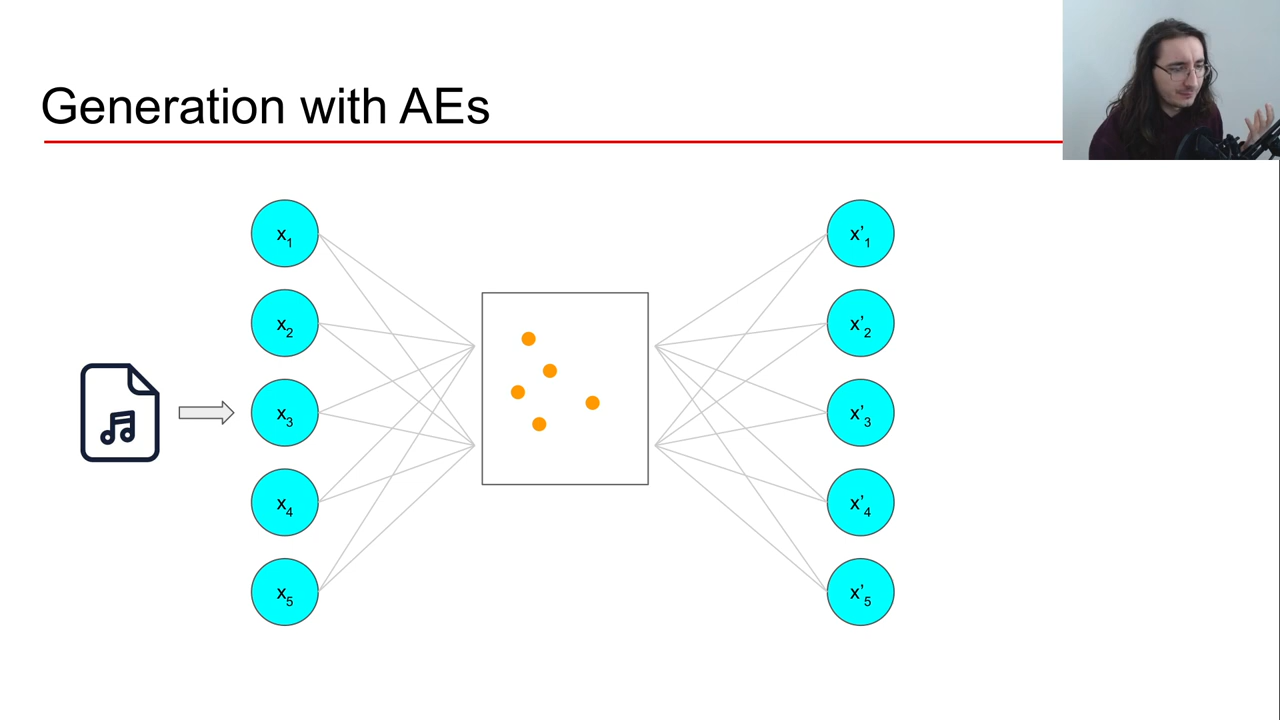 Generation with AEs
x1
x2
x3
x4
x5
x’1
x’2
x’3
x’4
x’5